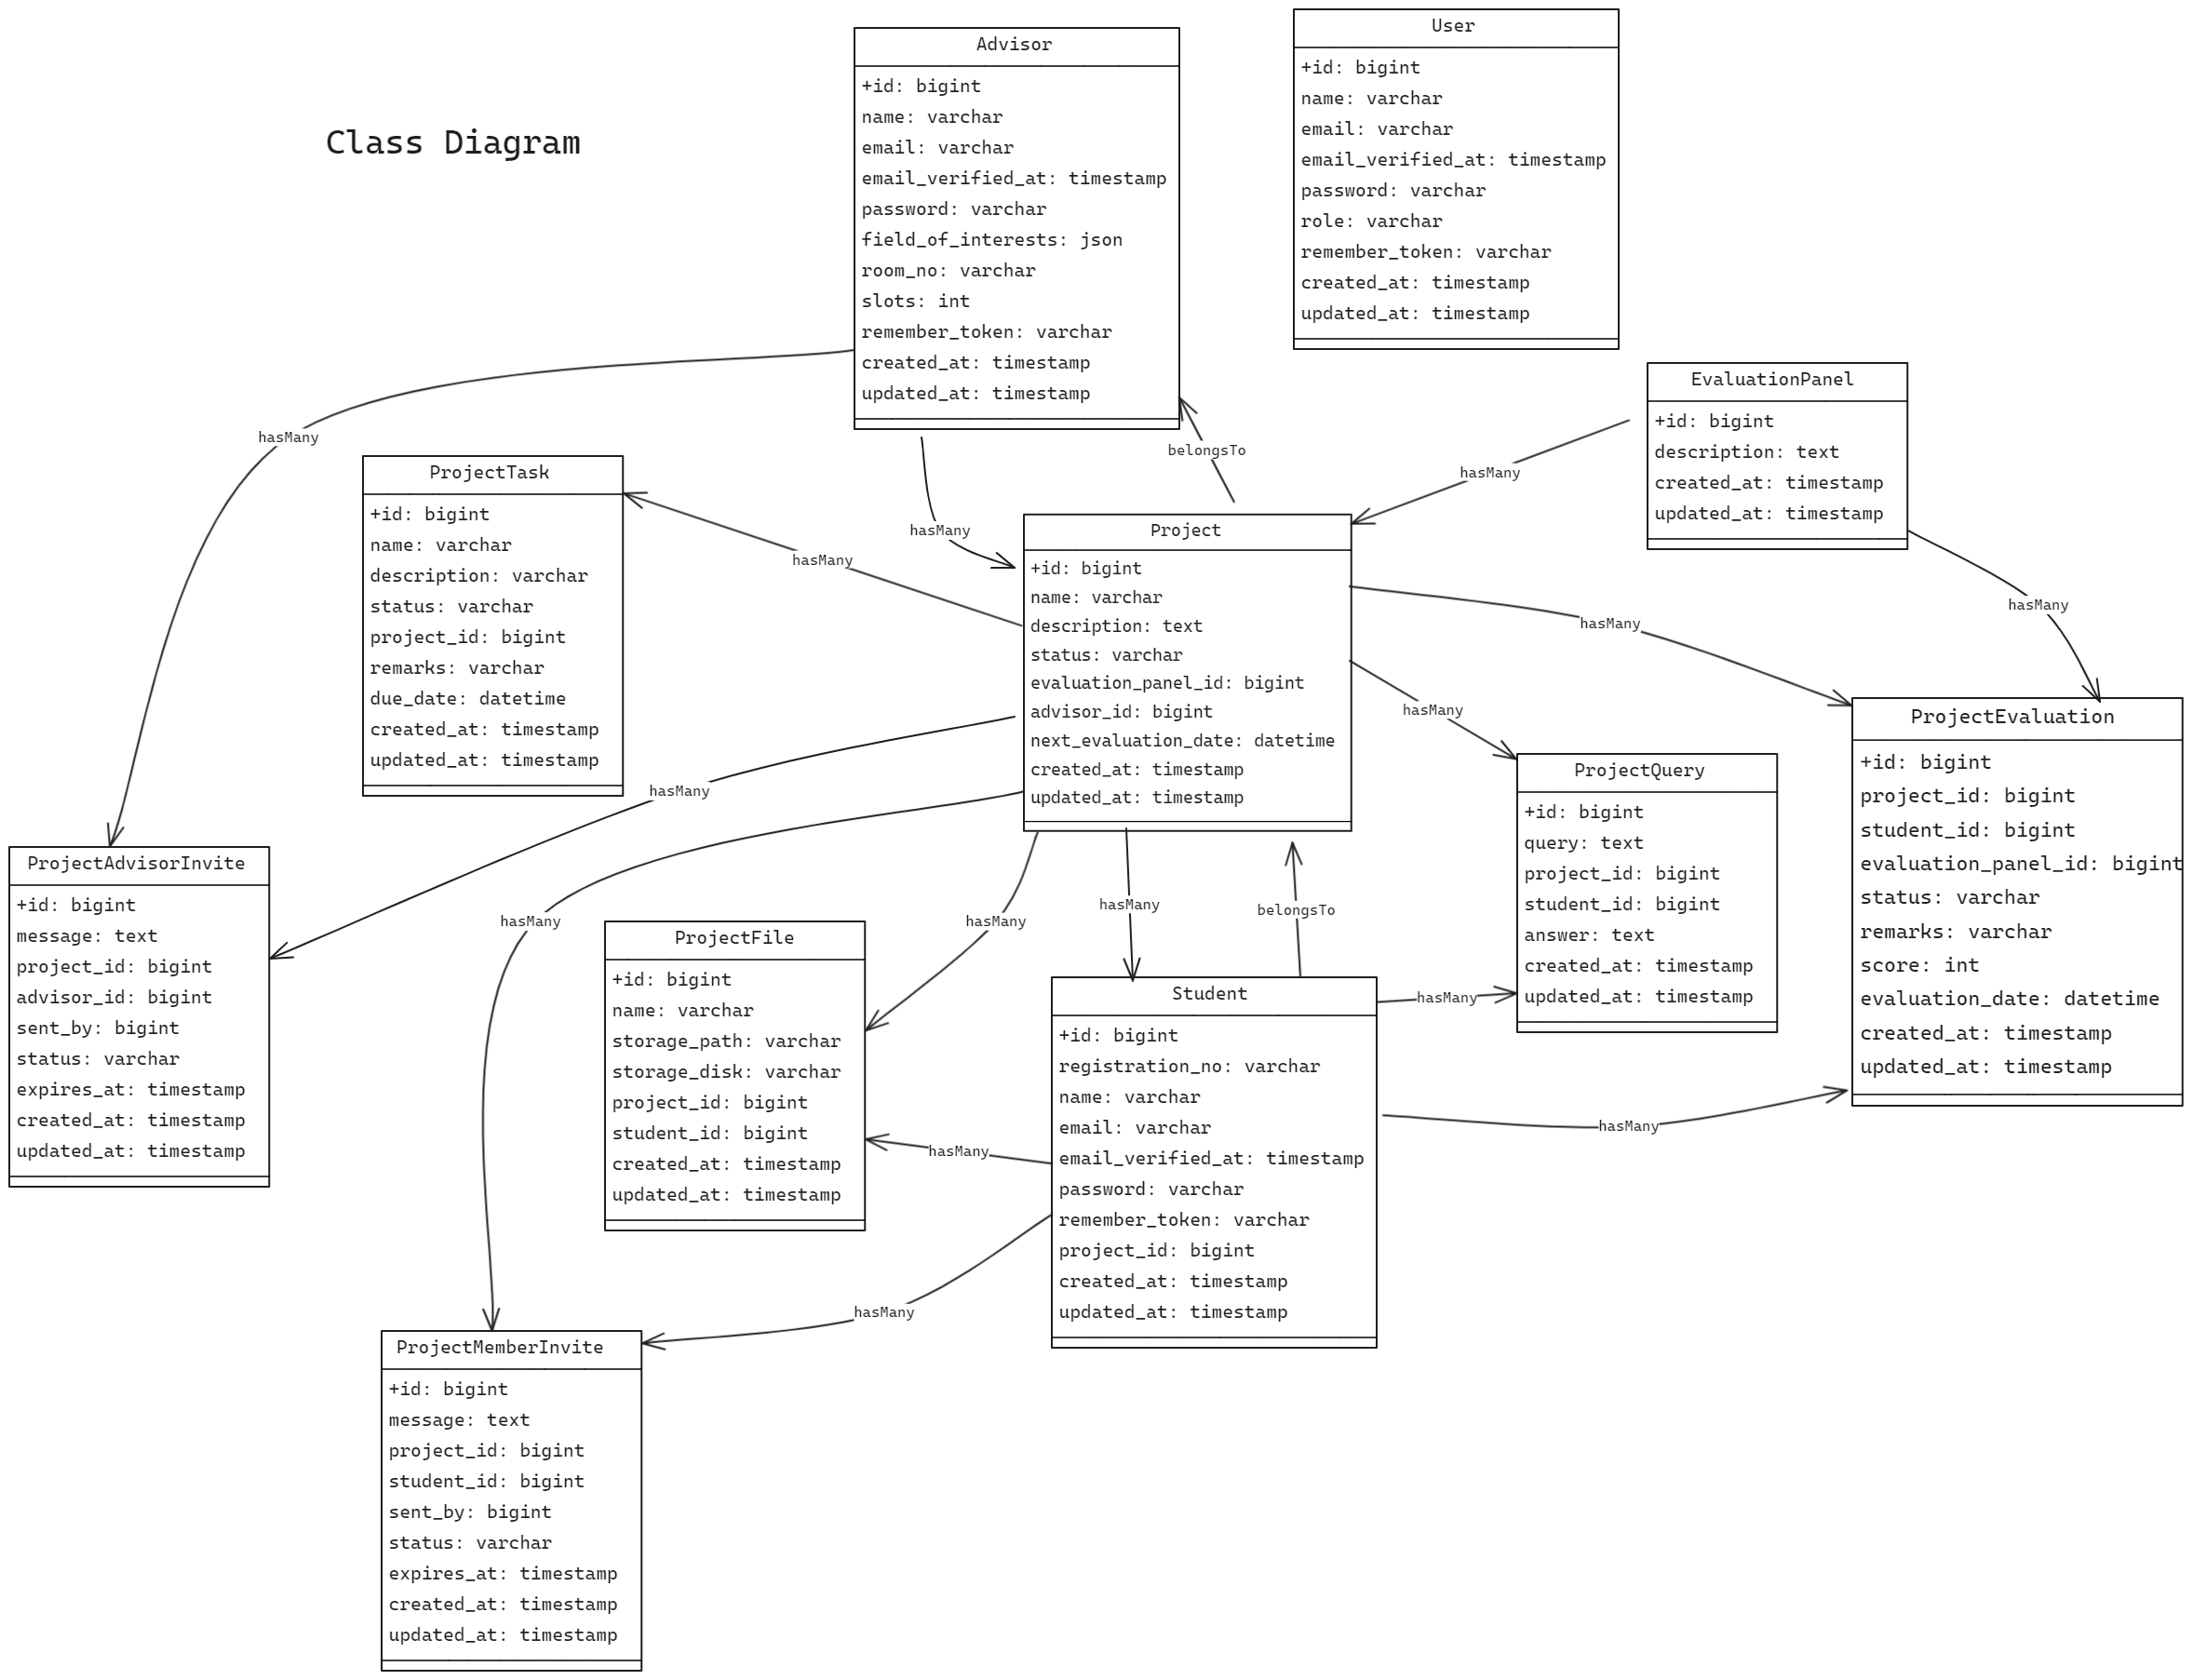 Class Diagram
Advisor
+id: bigint
name: varchar
email: varchar
email_verified_at: timestamp
password: varchar
field_of_interests: json
room_no: varchar
slots: int
remember_token: varchar
created_at: timestamp
updated_at: timestamp
User
+id: bigint
name: varchar
email: varchar
email_verified_at: timestamp
password: varchar
role: varchar
remember_token: varchar
created_at: timestamp
updated_at: timestamp
EvaluationPanel
+id: bigint
description: text
created_at: timestamp
updated_at: timestamp
hasMany
belongsTo
hasMany
hasMany
hasMany
hasMany
hasMany
hasMany
hasMany
ProjectTask
+id: bigint
name: varchar
description: varchar
status: varchar
project_id: bigint
remarks: varchar
due_date: datetime
created_at: timestamp
updated_at: timestamp
Project
+id: bigint
name: varchar
description: text
status: varchar
evaluation_panel_id: bigint
advisor_id: bigint
next_evaluation_date: datetime
created_at: timestamp
updated_at: timestamp
ProjectEvaluation
+id: bigint
project_id: bigint
student_id: bigint
evaluation_panel_id: bigint
status: varchar
remarks: varchar
score: int
evaluation_date: datetime
created_at: timestamp
updated_at: timestamp
ProjectQuery
+id: bigint
query: text
project_id: bigint
student_id: bigint
answer: text
created_at: timestamp
updated_at: timestamp
ProjectAdvisorInvite
+id: bigint
message: text
project_id: bigint
advisor_id: bigint
sent_by: bigint
status: varchar
expires_at: timestamp
created_at: timestamp
updated_at: timestamp
hasMany
hasMany
hasMany
belongsTo
ProjectFile
+id: bigint
name: varchar
storage_path: varchar
storage_disk: varchar
project_id: bigint
student_id: bigint
created_at: timestamp
updated_at: timestamp
Student
+id: bigint
registration_no: varchar
name: varchar
email: varchar
email_verified_at: timestamp
password: varchar
remember_token: varchar
project_id: bigint
created_at: timestamp
updated_at: timestamp
hasMany
hasMany
hasMany
hasMany
ProjectMemberInvite
+id: bigint
message: text
project_id: bigint
student_id: bigint
sent_by: bigint
status: varchar
expires_at: timestamp
created_at: timestamp
updated_at: timestamp